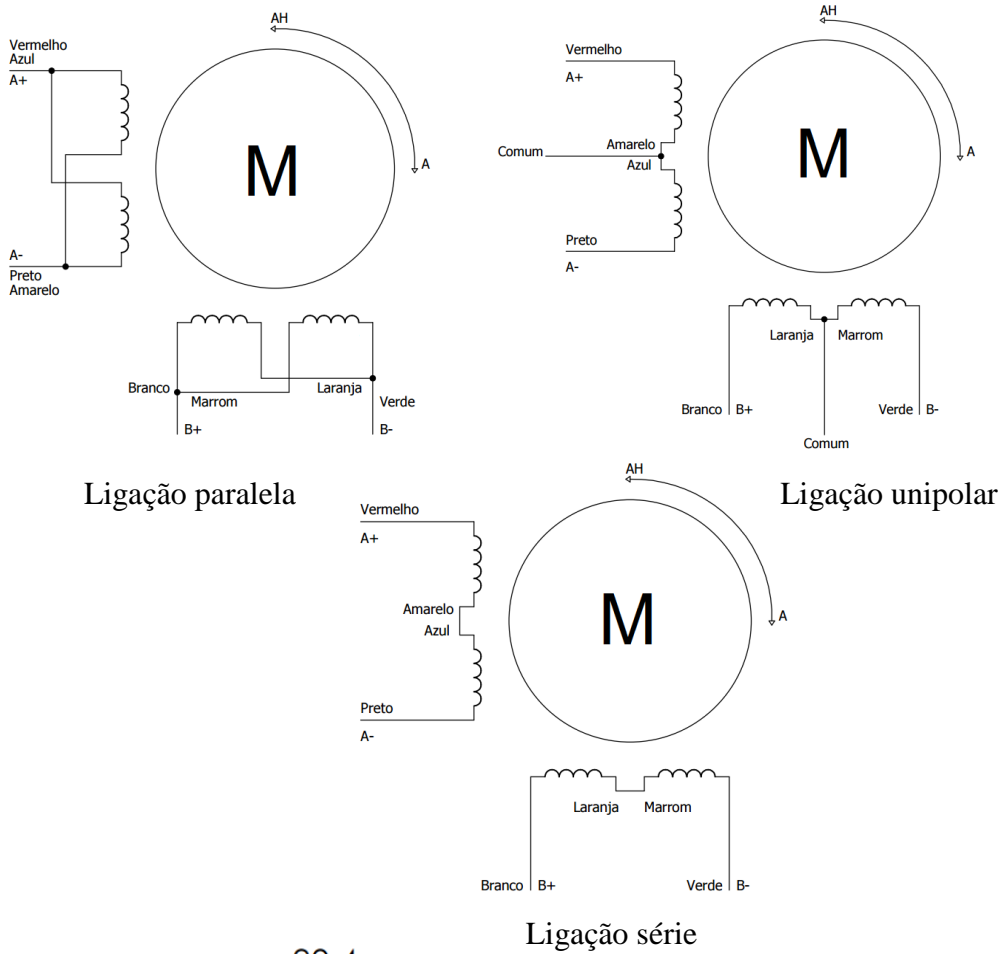 AH
Vermelho
Azul
A+
M
A
A-
Preto
Amarelo
Branco
Marrom
Laranja
Verde
B+
B-
Ligação paralela
AH
Vermelho
A+
Comum
Amarelo
Azul
M
A
Preto
A-
Laranja
Marrom
Branco
B+
Verde
B-
Comum
Ligação unipolar
AH
Vermelho
A+
Amarelo
Azul
M
A
Preto
A-
Laranja
Marrom
Branco
B+
Verde
B-
Ligação série